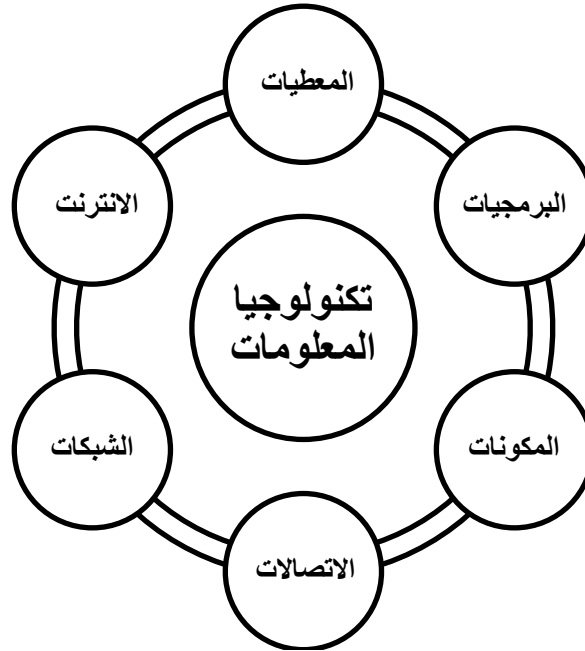 المعطيات
البرمجيات
الانترنت
تكنولوجيا
المعلومات
المكونات
الشبكات
الاتصالات